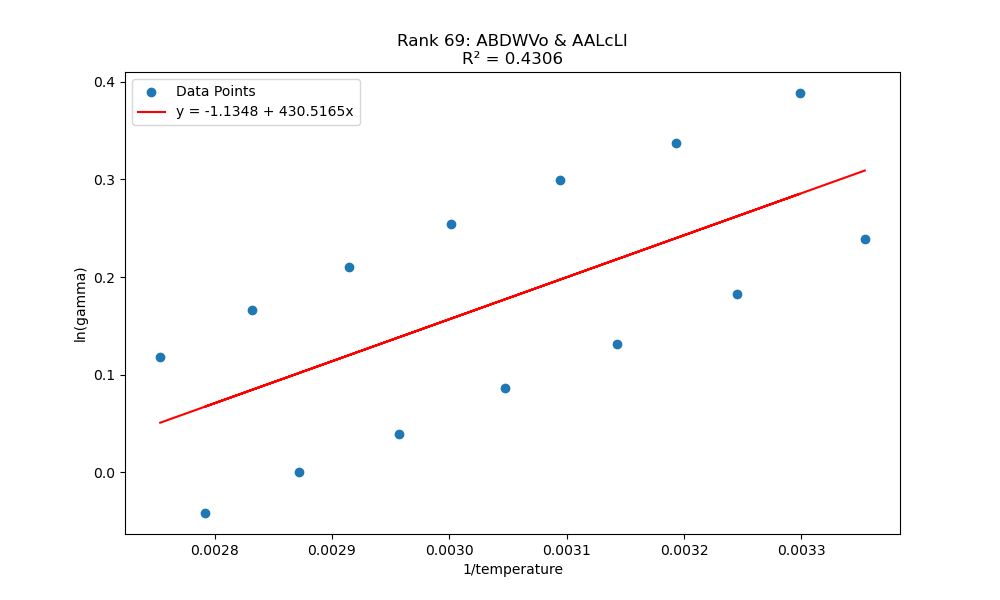 Rank 69: ABDWVo & AALcLI
R² = 0.4306
Data Points
y = -1.1348 + 430.5165x
ln(gamma)
0.4
0.3
0.2
0.1
0.0
0.0028
0.0029
0.0030
0.0031
0.0032
0.0033
1/temperature